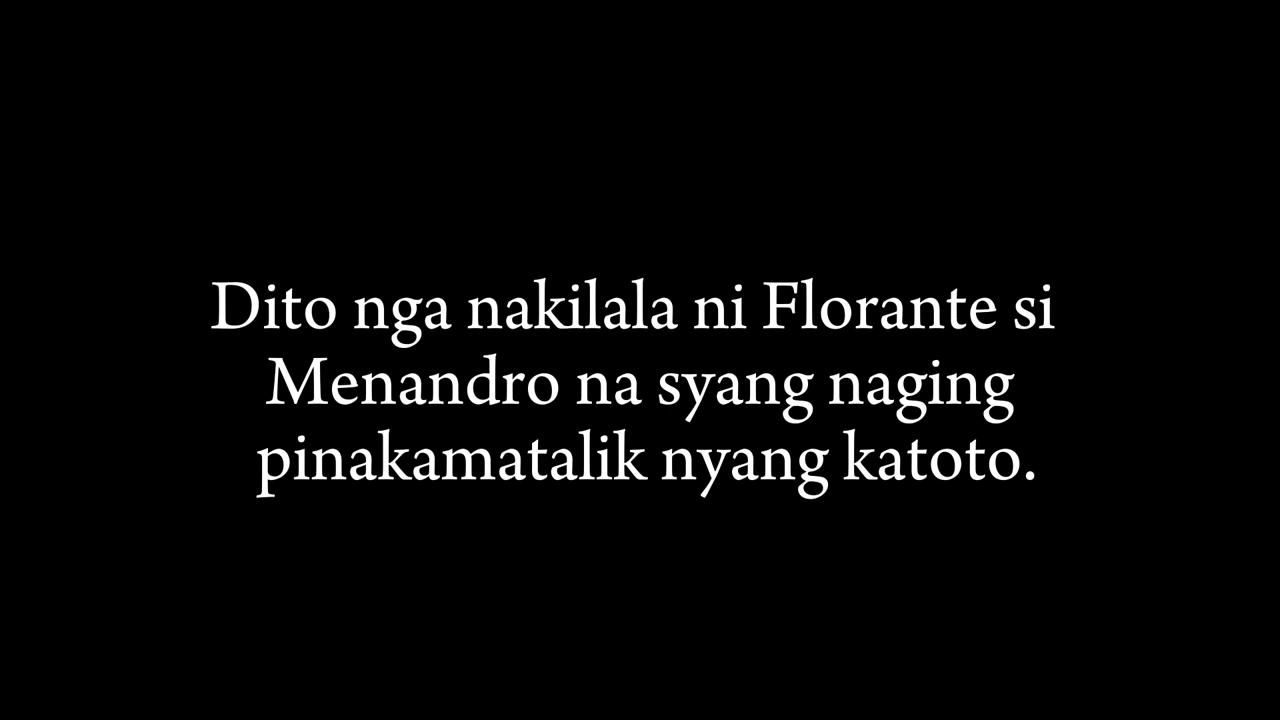 Dito nga nakilala ni Florante si
Menandro na syang naging
pinakamatalik nyang katoto.